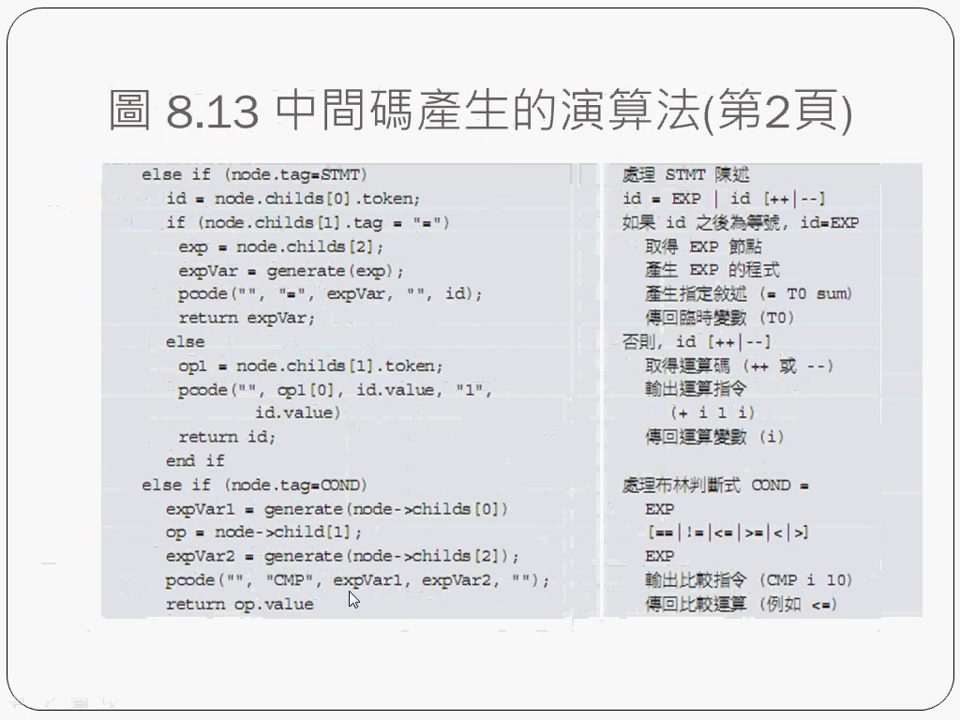 圖 8.13 中間碼產生的演算法(第2頁)
else if (node.tag=STMT) 處理 STMT 陳述
id = node.childs[0].token; id = EXP | id [++|--]
if (node.childs[1].tag = "=") 如果 id 之後為等號, id=EXP
exp = node.childs[2]; 取得 EXP 節點
expVar = generate(exp); 產生 EXP 的程式
pcode("", "=", expVar, "", id); 產生指定敘述 (= T0 sum)
return expVar; 傳回臨時變數 (T0)
else 否則, id [++|--]
op1 = node.childs[1].token; 取得運算碼 (++ 或 --)
pcode("", op1[0], id.value, "1", 輸出運算指令
id.value) (+ i 1 i)
return id; 傳回運算變數 (i)
end if
else if (node.tag=COND) 處理布林判斷式 COND =
expVar1 = generate(node->childs[0]) EXP
op = node->child[1]; [==|!=|<=|>=|<|>]
expVar2 = generate(node->childs[2]); EXP
pcode("", "CMP", expVar1, expVar2, ""); 輸出比較指令 (CMP i 10)
return op.value 傳回比較運算 (例如 <=)